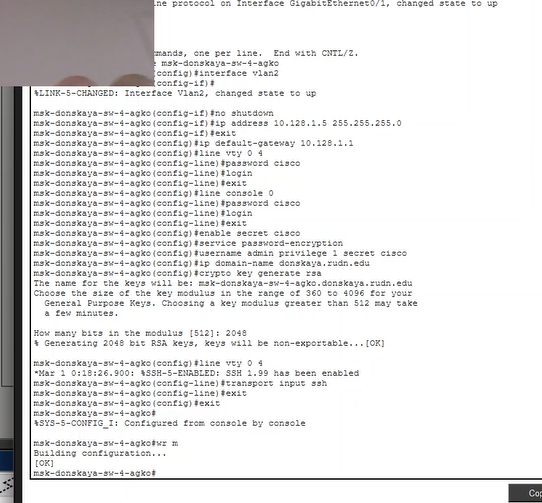 ine protocol on Interface GigabitEthernet0/1, changed state to up
mmands, one per line.  End with CNTL/Z.
e msk-donskaya-sw-4-agko
(config)#interface vlan2
(config-if)#
%LINK-5-CHANGED: Interface Vlan2, changed state to up
msk-donskaya-sw-4-agko(config-if)#no shutdown
msk-donskaya-sw-4-agko(config-if)#ip address 10.128.1.5 255.255.255.0
msk-donskaya-sw-4-agko(config-if)#exit
msk-donskaya-sw-4-agko(config)#ip default-gateway 10.128.1.1
msk-donskaya-sw-4-agko(config)#line vty 0 4
msk-donskaya-sw-4-agko(config-line)#password cisco
msk-donskaya-sw-4-agko(config-line)#login
msk-donskaya-sw-4-agko(config-line)#exit
msk-donskaya-sw-4-agko(config)#line console 0
msk-donskaya-sw-4-agko(config-line)#password cisco
msk-donskaya-sw-4-agko(config-line)#login
msk-donskaya-sw-4-agko(config-line)#exit
msk-donskaya-sw-4-agko(config)#enable secret cisco
msk-donskaya-sw-4-agko(config)#service password-encryption
msk-donskaya-sw-4-agko(config)#username admin privilege 1 secret cisco
msk-donskaya-sw-4-agko(config)#ip domain-name donskaya.rudn.edu
msk-donskaya-sw-4-agko(config)#crypto key generate rsa
The name for the keys will be: msk-donskaya-sw-4-agko.donskaya.rudn.edu
Choose the size of the key modulus in the range of 360 to 4096 for your
General Purpose Keys. Choosing a key modulus greater than 512 may take
a few minutes.
How many bits in the modulus [512]: 2048
% Generating 2048 bit RSA keys, keys will be non-exportable...[OK]
msk-donskaya-sw-4-agko(config)#line vty 0 4
*Mar 1 0:18:26.900: %SSH-5-ENABLED: SSH 1.99 has been enabled
msk-donskaya-sw-4-agko(config-line)#transport input ssh
msk-donskaya-sw-4-agko(config-line)#exit
msk-donskaya-sw-4-agko(config)#exit
msk-donskaya-sw-4-agko#
%SYS-5-CONFIG_I: Configured from console by console
msk-donskaya-sw-4-agko#wr m
Building configuration...
[OK]
msk-donskaya-sw-4-agko#
Cop